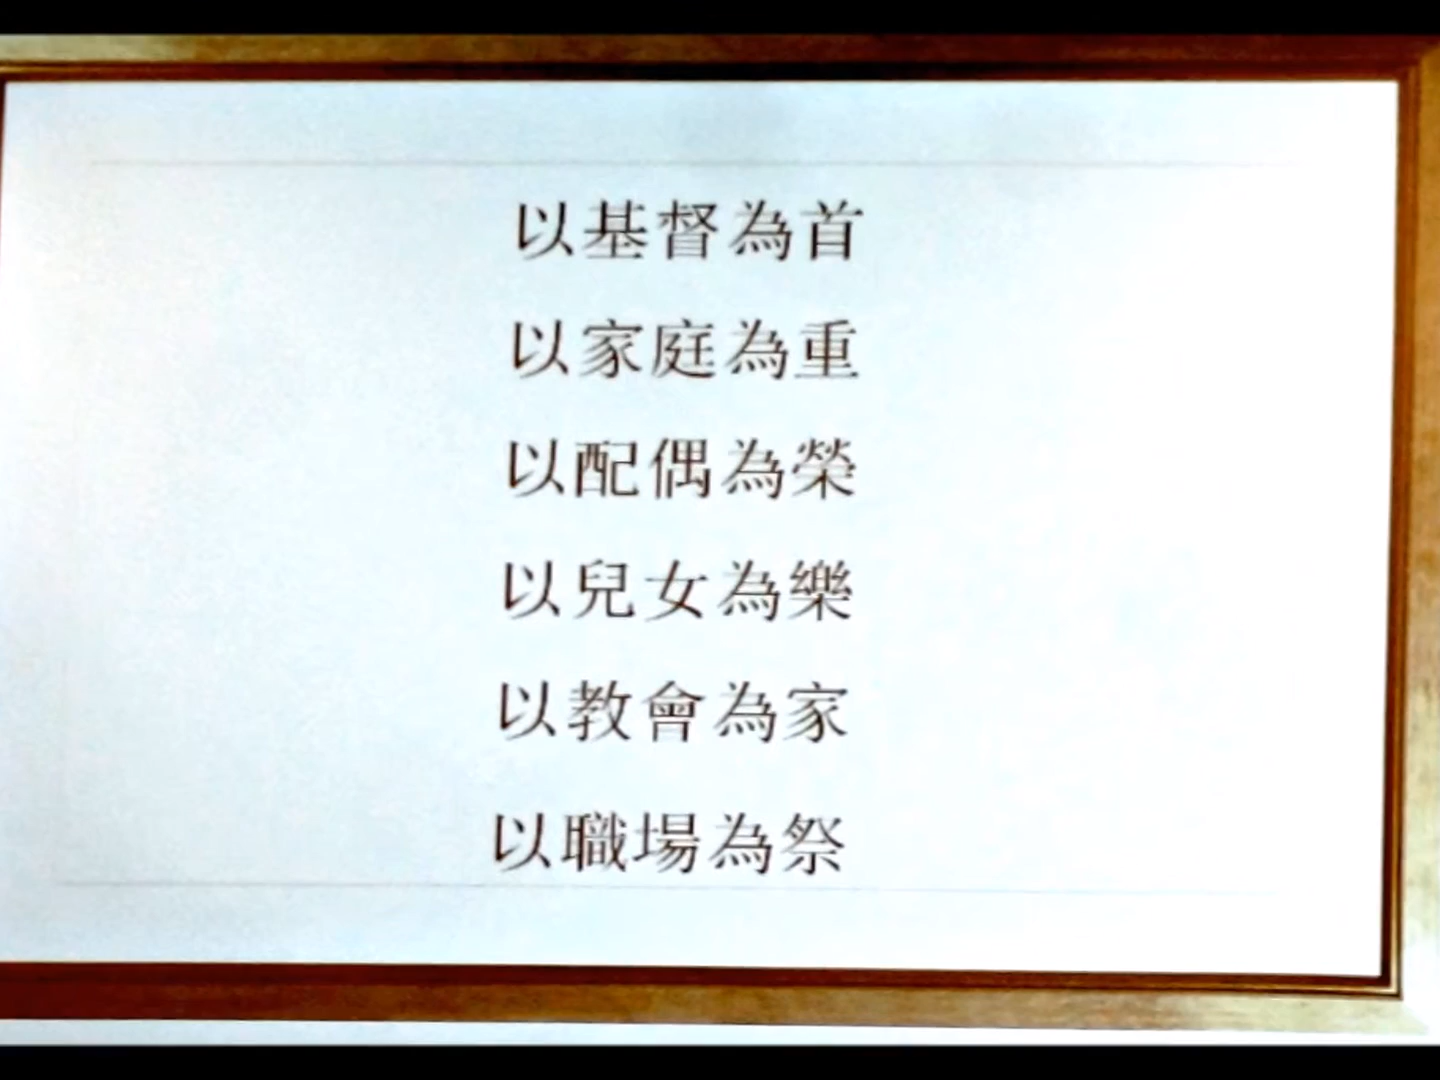 以基督為首
以家庭為重
以配偶為榮
以兒女為樂
以教會為家
以職場為祭